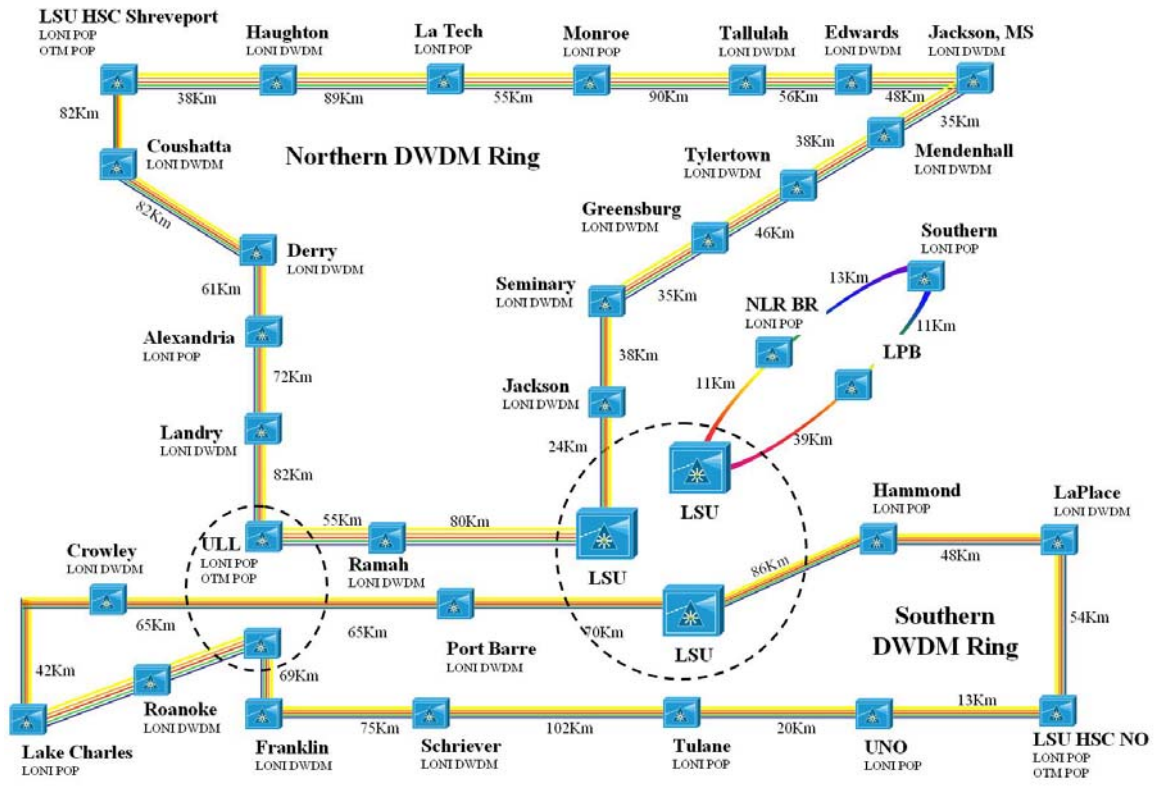 LSU HSC Shreveport
LONI POP
OTM POP
Haughton
LONI DWDM
La Tech
LONI POP
Monroe
LONI POP
Tallulah
LONI DWDM
Edwards
LONI DWDM
Jackson, MS
LONI DWDM
38Km
89Km
55Km
90Km
56Km
48Km
82Km
35Km
Coushatta
LONI DWDM
Northern DWDM Ring
38Km
Mendenhall
LONI DWDM
Tylertown
LONI DWDM
82Km
Greensburg
LONI DWDM
46Km
Derry
LONI DWDM
Southern
LONI POP
61Km
Seminary
LONI DWDM
35Km
13Km
NLR BR
LONI POP
11Km
Alexandria
LONI POP
38Km
LPB
72Km
Jackson
LONI DWDM
11Km
Landry
LONI DWDM
24Km
39Km
82Km
LSU
Hammond
LONI POP
LaPlace
LONI DWDM
55Km
80Km
ULL
LONI POP
OTM POP
Crowley
LONI DWDM
Ramah
LONI DWDM
LSU
86Km
48Km
65Km
65Km
70Km
Southern
DWDM Ring
54Km
Port Barre
LONI DWDM
LSU
42Km
69Km
Roanoke
LONI DWDM
13Km
75Km
102Km
20Km
Lake Charles
LONI POP
Franklin
LONI DWDM
Schriever
LONI DWDM
Tulane
LONI POP
UNO
LONI POP
LSU HSC NO
LONI POP
OTM POP